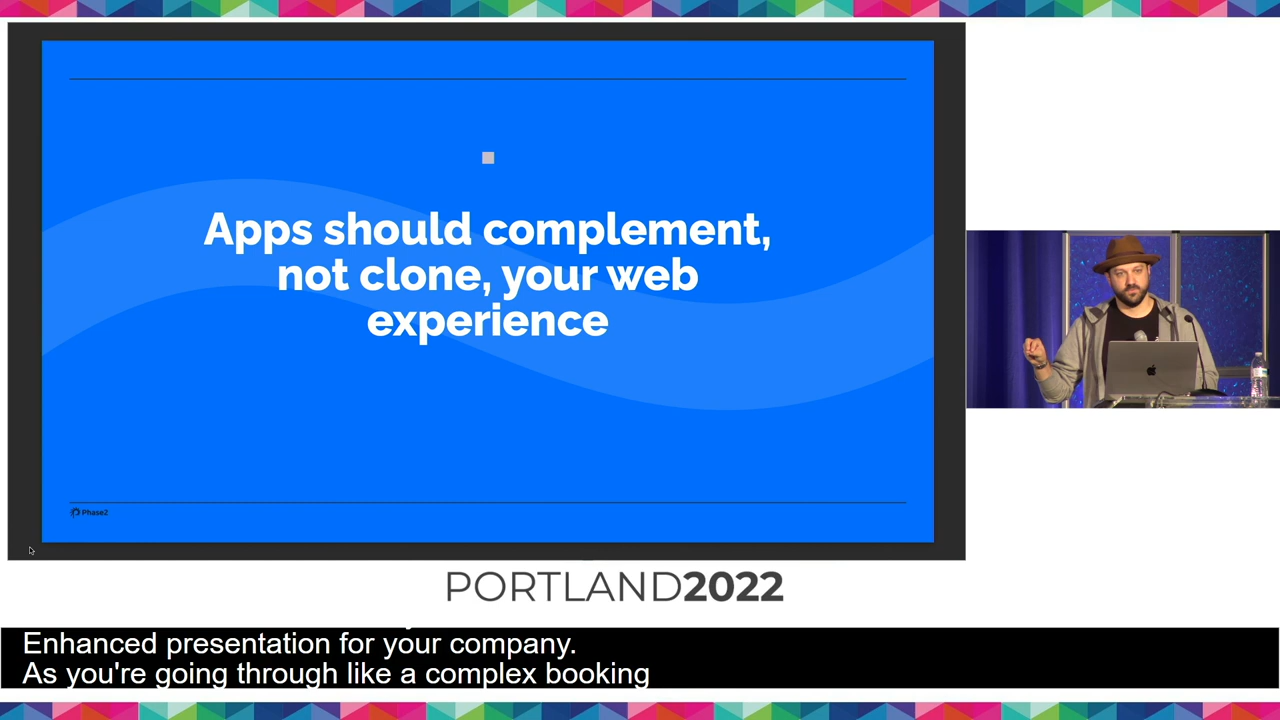 Apps should complement,
not clone, your web
experience
Phase2
PORTLAND2022
Enhanced presentation for your company.
As you're going through like a complex booking